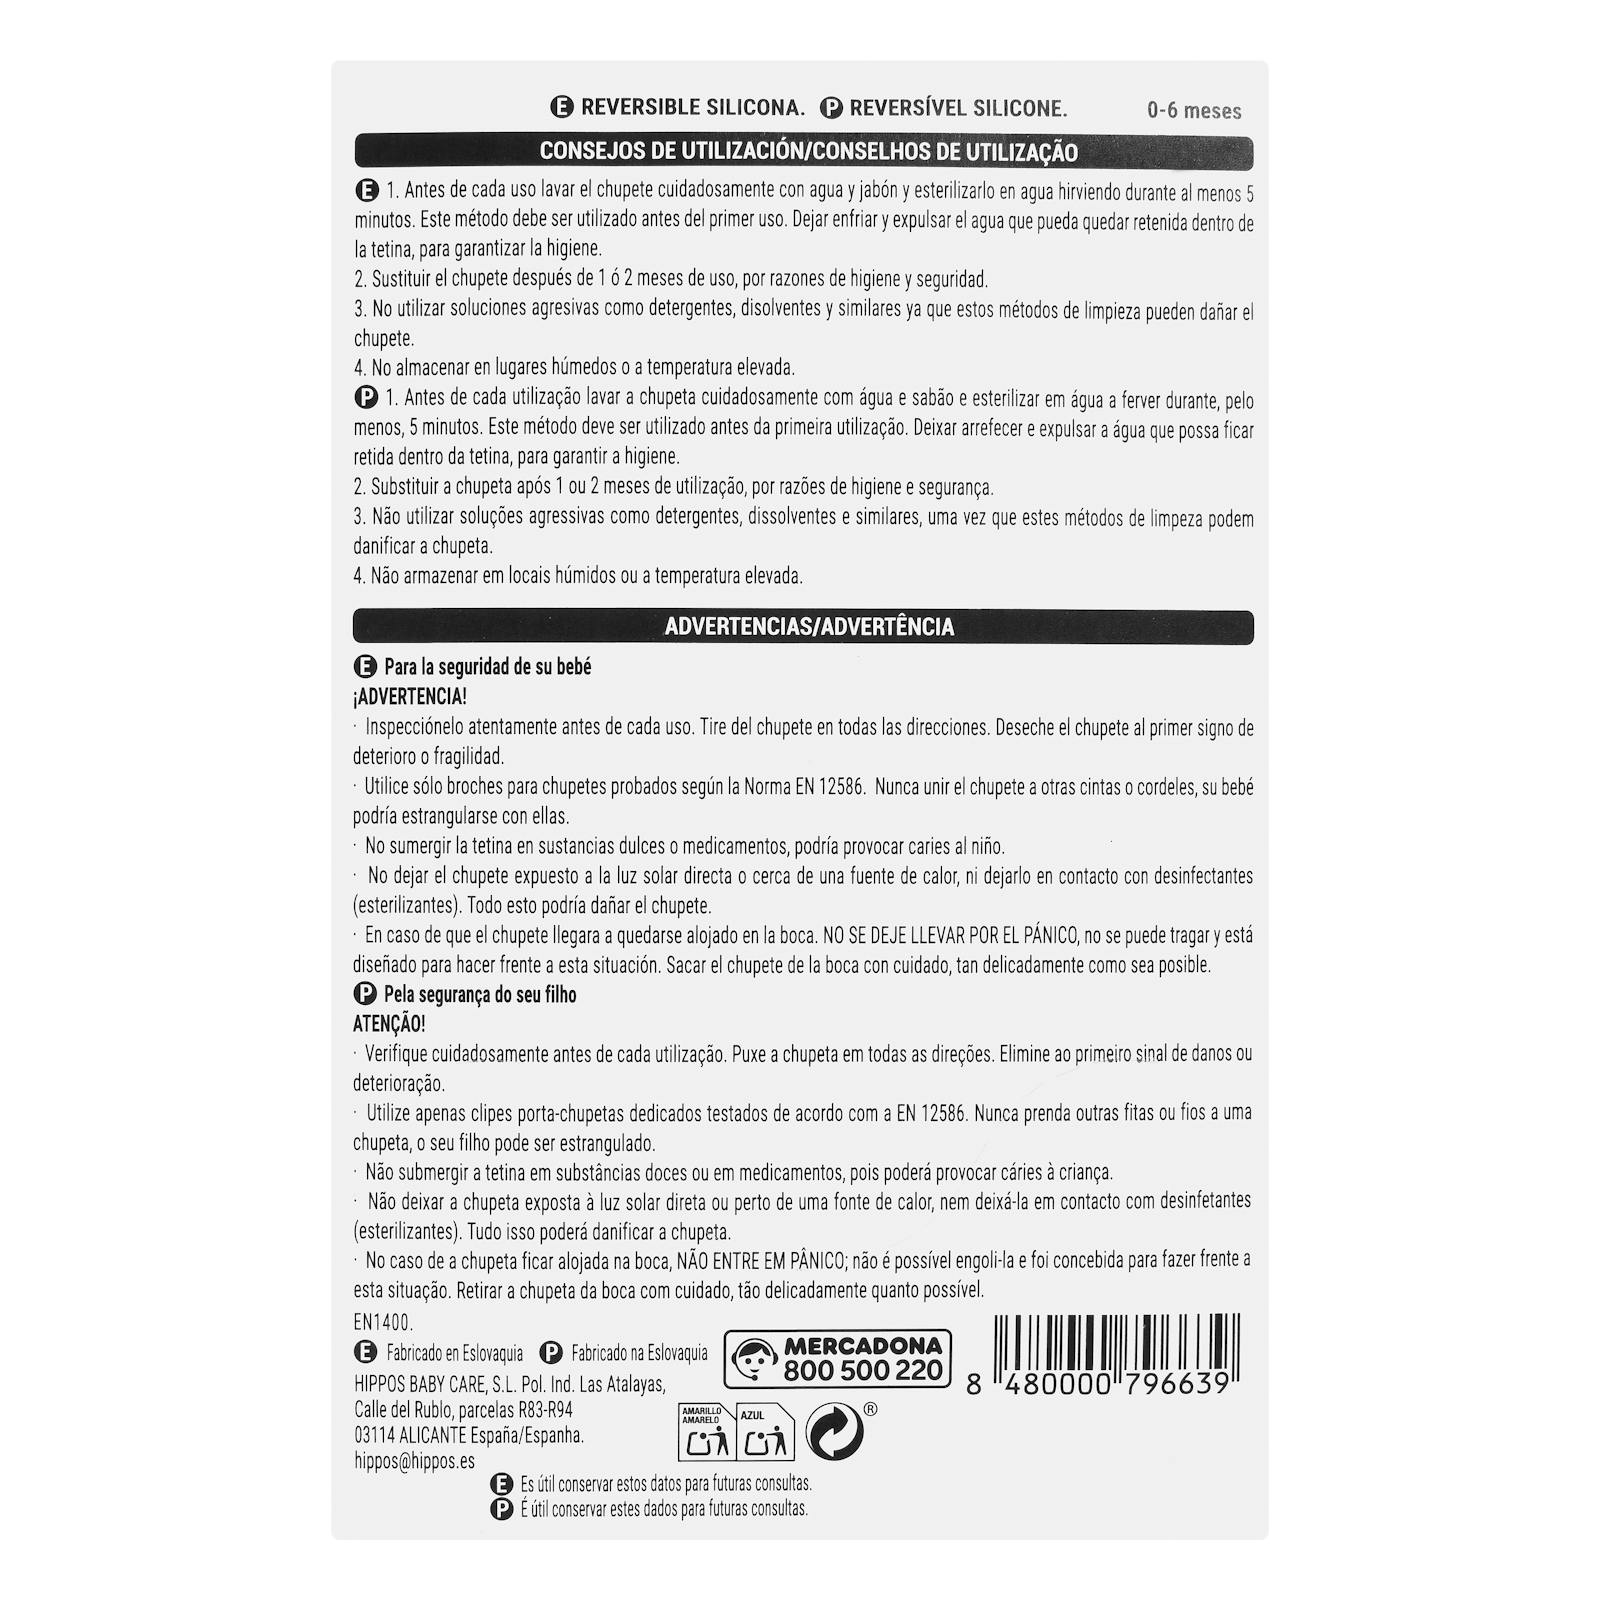 E REVERSIBLE SILICONA. P REVERSÍVEL SILICONE. 0-6 meses
CONSEJOS DE UTILIZACIÓN/CONSELHOS DE UTILIZAÇÃO
E 1. Antes de cada uso lavar el chupete cuidadosamente con agua y jabón y esterilizarlo en agua hirviendo durante al menos 5
minutos. Este método debe ser utilizado antes del primer uso. Dejar enfriar y expulsar el agua que pueda quedar retenida dentro de
la tetina, para garantizar la higiene.
2. Sustituir el chupete después de 1 ó 2 meses de uso, por razones de higiene y seguridad.
3. No utilizar soluciones agresivas como detergentes, disolventes y similares ya que estos métodos de limpieza pueden dañar el
chupete.
4. No almacenar en lugares húmedos o a temperatura elevada.
P 1. Antes de cada utilização lavar a chupeta cuidadosamente com água e sabão e esterilizar em água a ferver durante, pelo
menos, 5 minutos. Este método deve ser utilizado antes da primeira utilização. Deixar arrefecer e expulsar a água que possa ficar
retida dentro da tetina, para garantir a higiene.
2. Substituir a chupeta após 1 ou 2 meses de utilização, por razões de higiene e segurança.
3. Não utilizar soluções agressivas como detergentes, dissolventes e similares, uma vez que estes métodos de limpeza podem
danificar a chupeta.
4. Não armazenar em locais húmidos ou a temperatura elevada.
ADVERTENCIAS/ADVERTÊNCIA
E Para la seguridad de su bebé
¡ADVERTENCIA!
· Inspecciónelo atentamente antes de cada uso. Tire del chupete en todas las direcciones. Deseche el chupete al primer signo de
deterioro o fragilidad.
· Utilice sólo broches para chupetes probados según la Norma EN 12586. Nunca unir el chupete a otras cintas o cordeles, su bebé
podría estrangularse con ellas.
· No sumergir la tetina en sustancias dulces o medicamentos, podría provocar caries al niño.
· No dejar el chupete expuesto a la luz solar directa o cerca de una fuente de calor, ni dejarlo en contacto con desinfectantes
(esterilizantes). Todo esto podría dañar el chupete.
· En caso de que el chupete llegara a quedarse alojado en la boca. NO SE DEJE LLEVAR POR EL PÁNICO, no se puede tragar y está
diseñado para hacer frente a esta situación. Sacar el chupete de la boca con cuidado, tan delicadamente como sea posible.
P Pela segurança do seu filho
ATENÇÃO!
· Verifique cuidadosamente antes de cada utilização. Puxe a chupeta em todas as direções. Elimine ao primeiro sinal de danos ou
deterioração.
· Utilize apenas clipes porta-chupetas dedicados testados de acordo com a EN 12586. Nunca prenda outras fitas ou fios a uma
chupeta, o seu filho pode ser estrangulado.
· Não submergir a tetina em substâncias doces ou em medicamentos, pois poderá provocar cáries à criança.
· Não deixar a chupeta exposta à luz solar direta ou perto de uma fonte de calor, nem deixá-la em contacto com desinfetantes
(esterilizantes). Tudo isso poderá danificar a chupeta.
· No caso de a chupeta ficar alojada na boca, NÃO ENTRE EM PÂNICO; não é possível engoli-la e foi concebida para fazer frente a
esta situação. Retirar a chupeta da boca com cuidado, tão delicadamente quanto possível.
EN1400.
E Fabricado en Eslovaquia P Fabricado na Eslovaquia
HIPPOS BABY CARE, S.L. Pol. Ind. Las Atalayas,
Calle del Rublo, parcelas R83-R94
03114 ALICANTE España/Espanha.
hippos@hippos.es
MERCADONA
800 500 220
8 480000 796639
AMARILLO
AMARELO
AZUL
®
E Es útil conservar estos datos para futuras consultas.
P É útil conservar estes dados para futuras consultas.